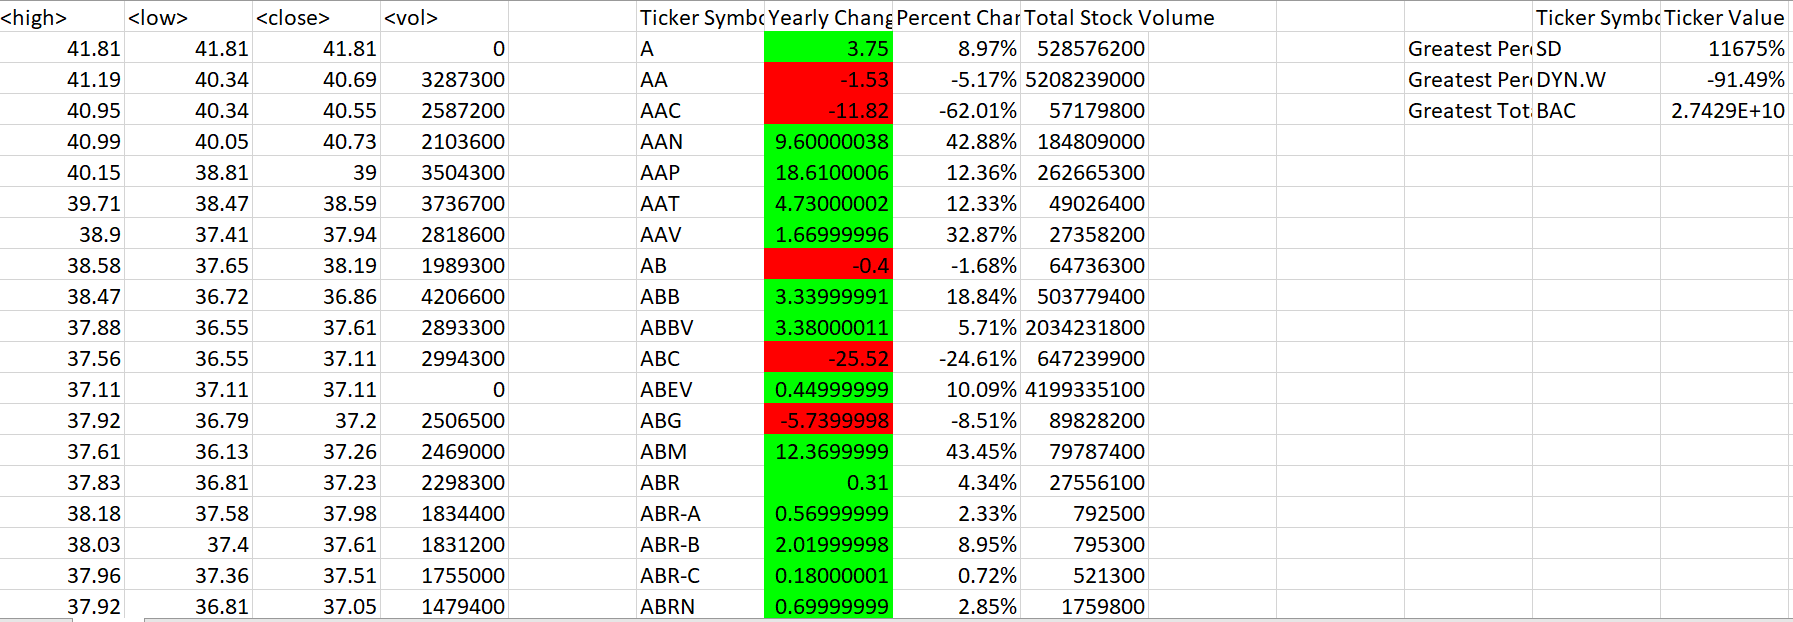 <high> <low> <close> <vol> Ticker Symbo Yearly Chang Percent Char Total Stock Volume Ticker Symbo Ticker Value
41.81 41.81 41.81 0 A 3.75 8.97% 528576200 Greatest Per SD 11675%
41.19 40.34 40.69 3287300 AA -1.53 -5.17% 5208239000 Greatest Per DYN.W -91.49%
40.95 40.34 40.55 2587200 AAC -11.82 -62.01% 57179800 Greatest Tot BAC 2.7429E+10
40.99 40.05 40.73 2103600 AAN 9.60000038 42.88% 184809000
40.15 38.81 39 3504300 AAP 18.6100006 12.36% 262665300
39.71 38.47 38.59 3736700 AAT 4.73000002 12.33% 49026400
38.9 37.41 37.94 2818600 AAV 1.66999996 32.87% 27358200
38.58 37.65 38.19 1989300 AB -0.4 -1.68% 64736300
38.47 36.72 36.86 4206600 ABB 3.33999991 18.84% 503779400
37.88 36.55 37.61 2893300 ABBV 3.38000011 5.71% 2034231800
37.56 36.55 37.11 2994300 ABC -25.52 -24.61% 647239900
37.11 37.11 37.11 0 ABEV 0.44999999 10.09% 4199335100
37.92 36.79 37.2 2506500 ABG -5.7399998 -8.51% 89828200
37.61 36.13 37.26 2469000 ABM 12.3699999 43.45% 79787400
37.83 36.81 37.23 2298300 ABR 0.31 4.34% 27556100
38.18 37.58 37.98 1834400 ABR-A 0.56999999 2.33% 792500
38.03 37.4 37.61 1831200 ABR-B 2.01999998 8.95% 795300
37.96 37.36 37.51 1755000 ABR-C 0.18000001 0.72% 521300
37.92 36.81 37.05 1479400 ABRN 0.69999999 2.85% 1759800